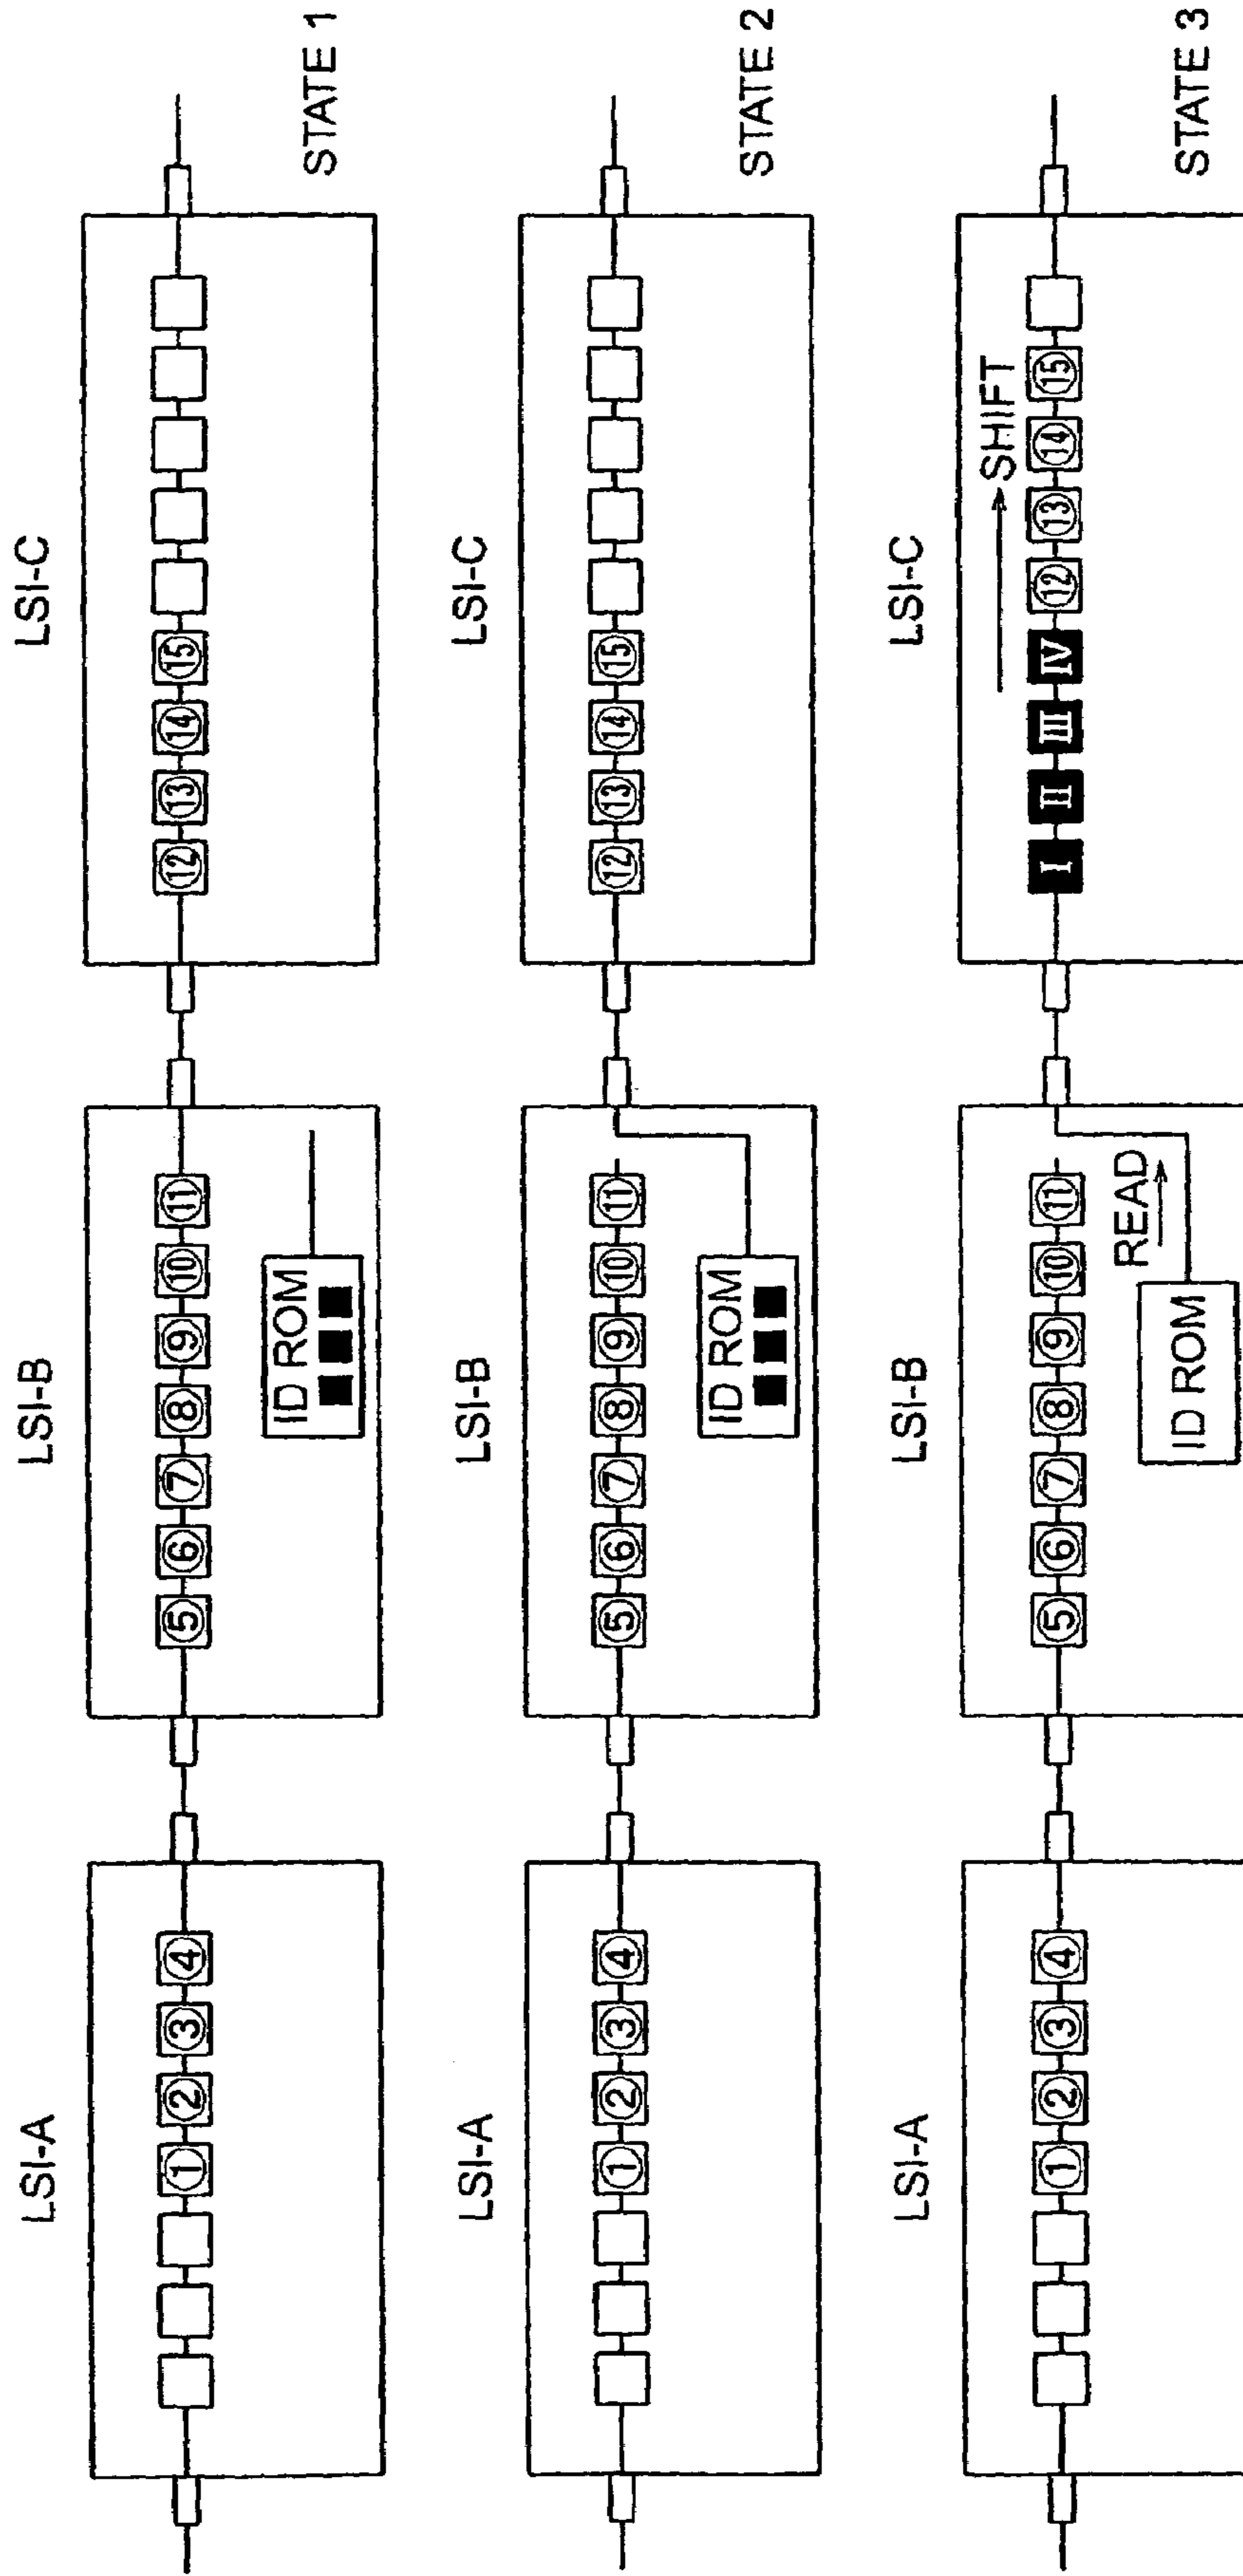 LSI-A LSI-B LSI-C
① ② ③ ④ ⑤ ⑥ ⑦ ⑧ ⑨ ⑩ ⑪ ⑫ ⑬ ⑭ ⑮
ID ROM
STATE 1
LSI-A LSI-B LSI-C
① ② ③ ④ ⑤ ⑥ ⑦ ⑧ ⑨ ⑩ ⑪ ⑫ ⑬ ⑭ ⑮
ID ROM
STATE 2
LSI-A LSI-B LSI-C
SHIFT
① ② ③ ④ ⑤ ⑥ ⑦ ⑧ ⑨ ⑩ ⑪ I II III IV ⑫ ⑬ ⑭ ⑮
READ
ID ROM
STATE 3